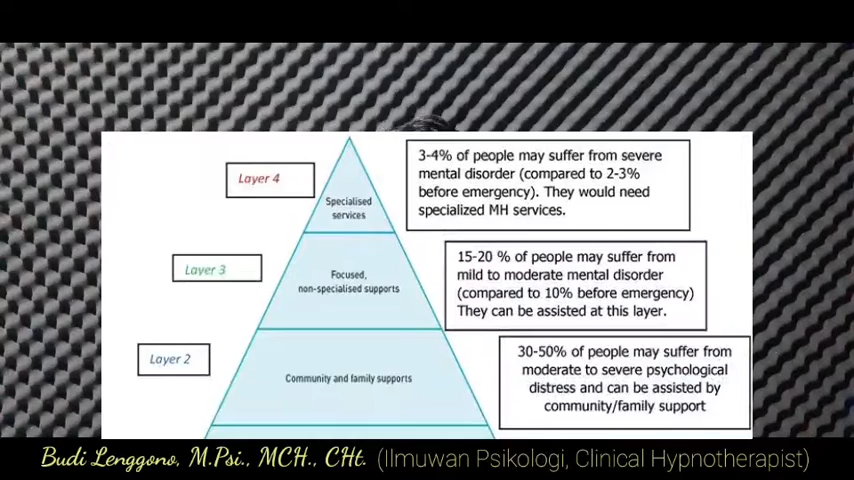 Layer 4
Specialised
services
3-4% of people may suffer from severe
mental disorder (compared to 2-3%
before emergency). They would need
specialized MH services.
Layer 3
Focused,
non-specialised supports
15-20 % of people may suffer from
mild to moderate mental disorder
(compared to 10% before emergency)
They can be assisted at this layer.
Layer 2
Community and family supports
30-50% of people may suffer from
moderate to severe psychological
distress and can be assisted by
community/family support
Budi Lenggono, M.Psi., MCH., CHt. (Ilmuwan Psikologi, Clinical Hypnotherapist)